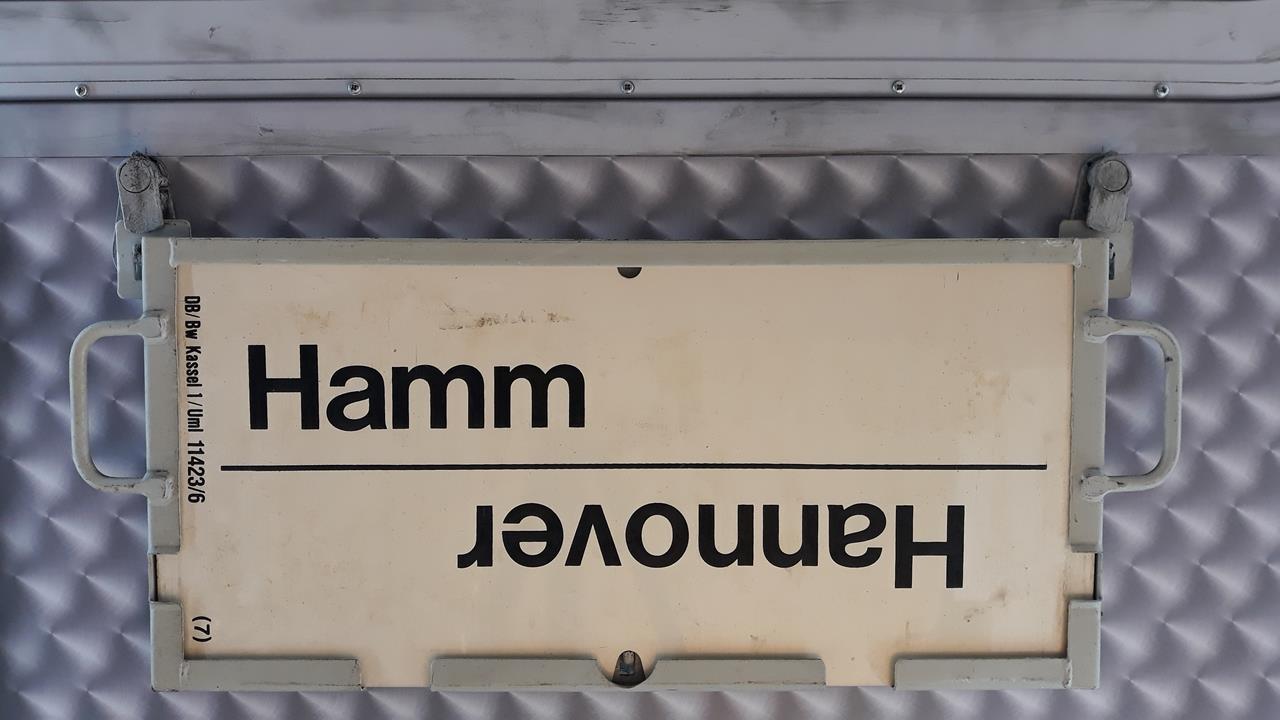 Hamm
Hannover
DB/Bw Kassel 1/Uml 11423/6
(7)